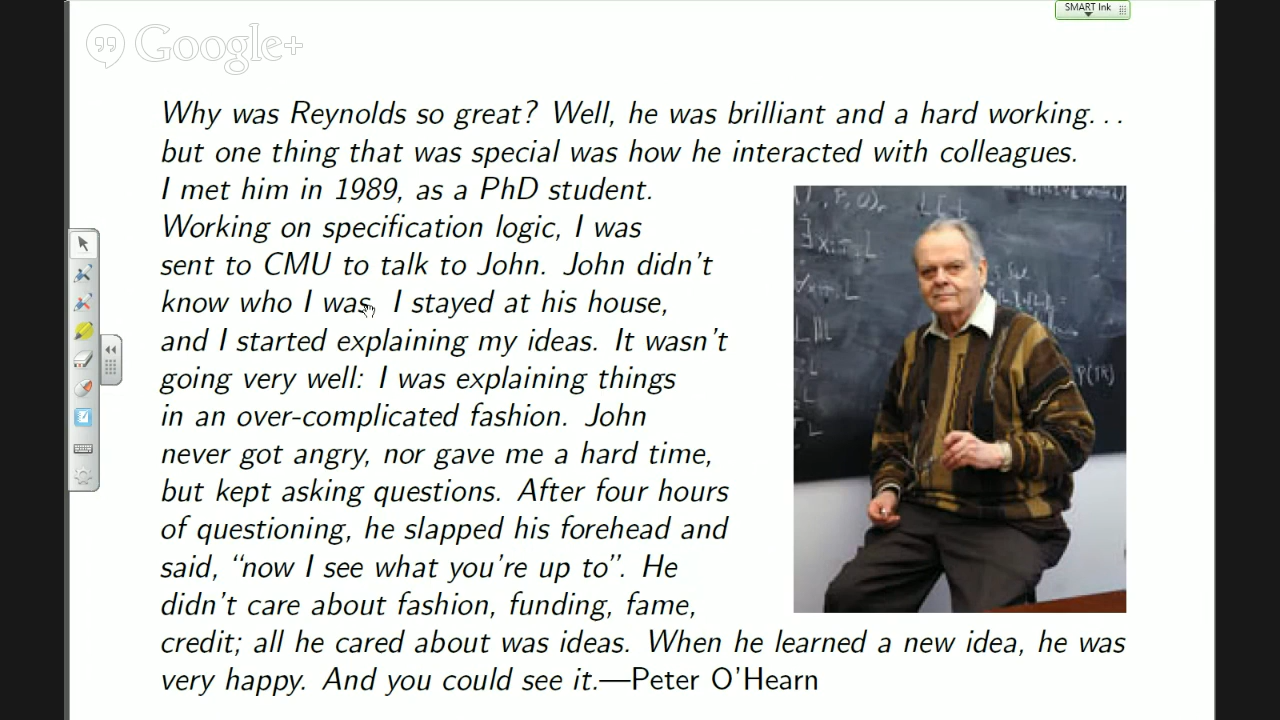 SMART Ink
Google+
Why was Reynolds so great? Well, he was brilliant and a hard working...
but one thing that was special was how he interacted with colleagues.
I met him in 1989, as a PhD student.
Working on specification logic, I was
sent to CMU to talk to John. John didn't
know who I was. I stayed at his house,
and I started explaining my ideas. It wasn't
going very well: I was explaining things
in an over-complicated fashion. John
never got angry, nor gave me a hard time,
but kept asking questions. After four hours
of questioning, he slapped his forehead and
said, “now I see what you're up to”. He
didn't care about fashion, funding, fame,
credit; all he cared about was ideas. When he learned a new idea, he was
very happy. And you could see it.—Peter O'Hearn